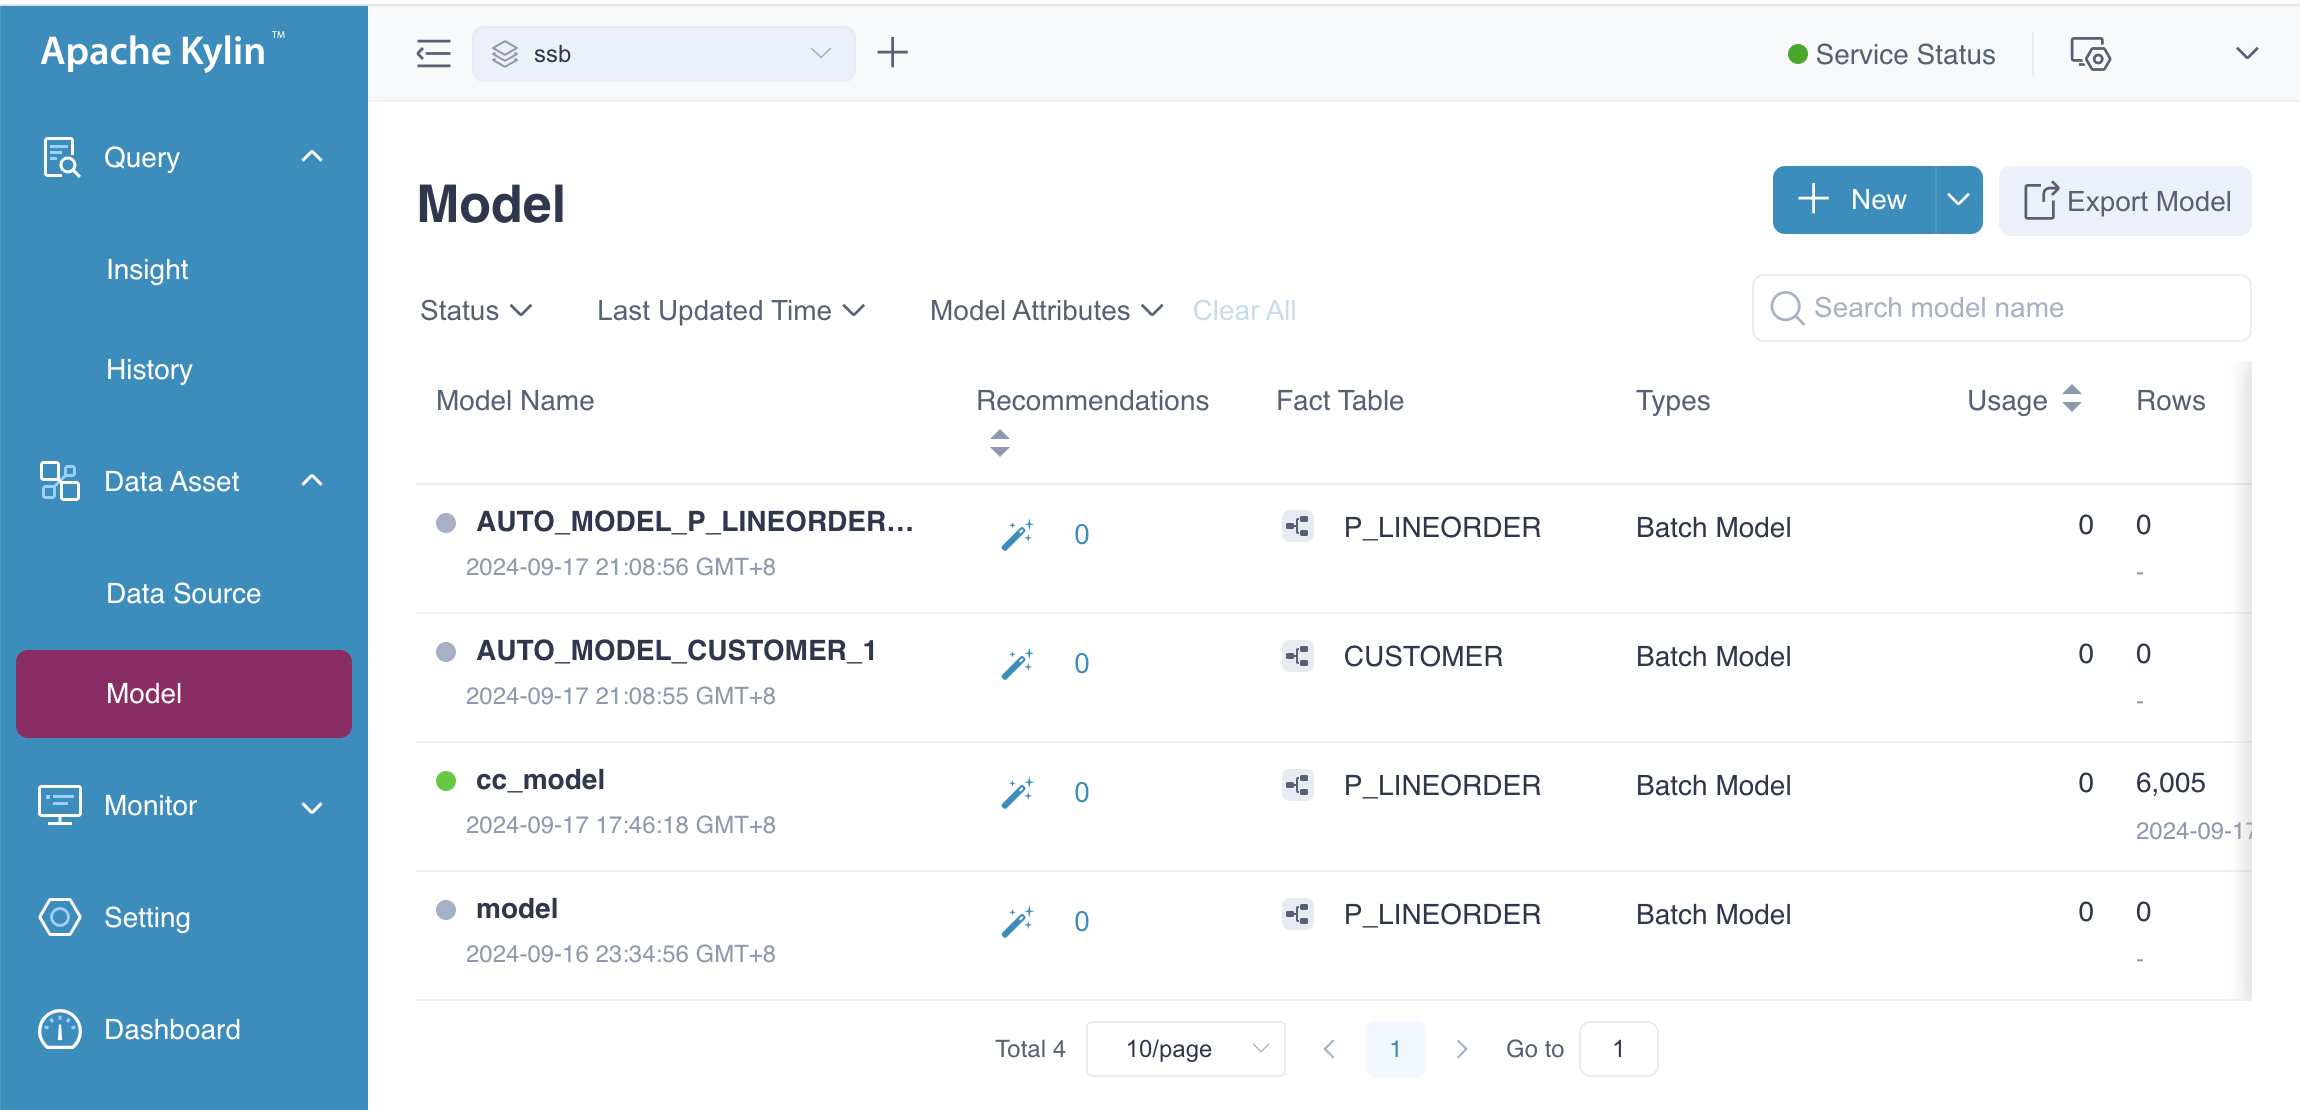 Apache Kylin ™
ssb
Service Status
Query
Insight
History
Data Asset
Data Source
Model
Monitor
Setting
Dashboard
Model
New
Export Model
Status
Last Updated Time
Model Attributes
Clear All
Search model name
Model Name Recommendations Fact Table Types Usage Rows
AUTO_MODEL_P_LINEORDER... 0 P_LINEORDER Batch Model 0 0
2024-09-17 21:08:56 GMT+8 -
AUTO_MODEL_CUSTOMER_1 0 CUSTOMER Batch Model 0 0
2024-09-17 21:08:55 GMT+8 -
cc_model 0 P_LINEORDER Batch Model 0 6,005
2024-09-17 17:46:18 GMT+8 2024-09-17
model 0 P_LINEORDER Batch Model 0 0
2024-09-16 23:34:56 GMT+8 -
Total 4 10/page 1 Go to 1